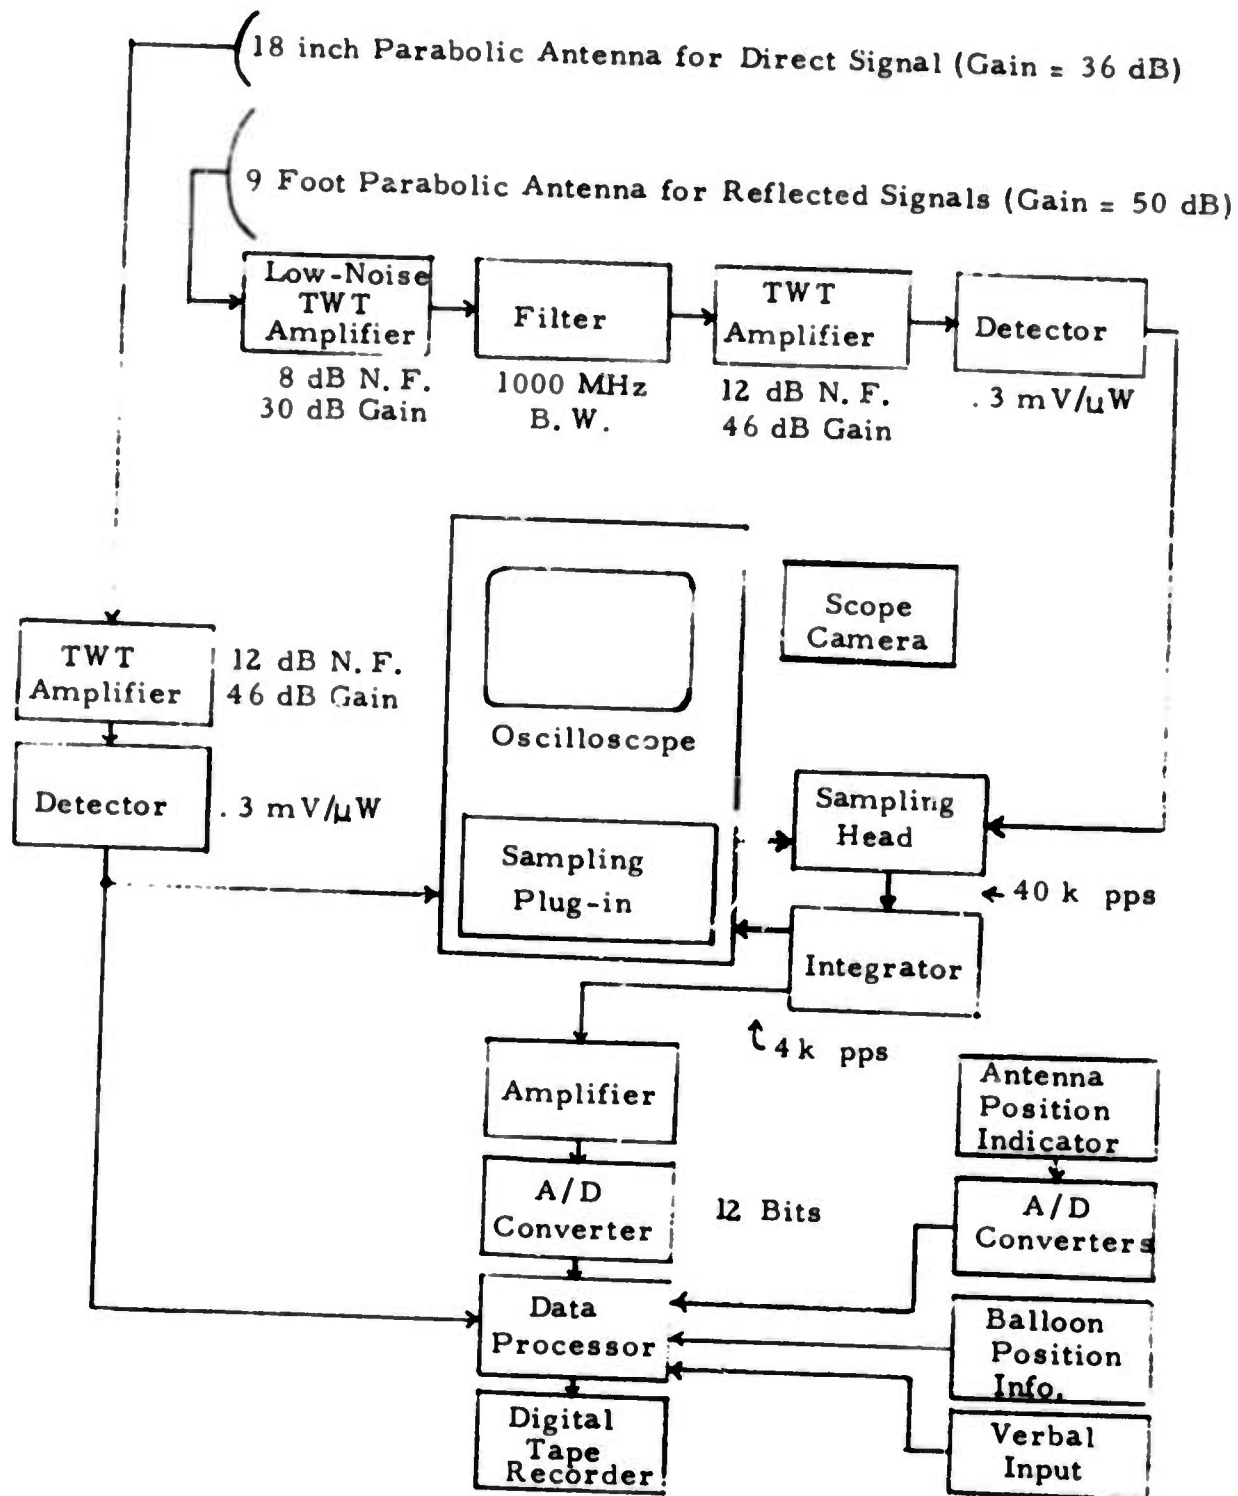 18 inch Parabolic Antenna for Direct Signal (Gain = 36 dB)
9 Foot Parabolic Antenna for Reflected Signals (Gain = 50 dB)
Low-Noise
TWT
Amplifier
8 dB N. F.
30 dB Gain
Filter
1000 MHz
B. W.
TWT
Amplifier
12 dB N. F.
46 dB Gain
Detector
.3 mV/μW
TWT
Amplifier
12 dB N. F.
46 dB Gain
Detector
.3 mV/μW
Oscilloscope
Sampling
Plug-in
Scope
Camera
Sampling
Head
40 k pps
Integrator
4 k pps
Amplifier
A/D
Converter
12 Bits
Data
Processor
Digital
Tape
Recorder
Antenna
Position
Indicator
A/D
Converters
Balloon
Position
Info.
Verbal
Input